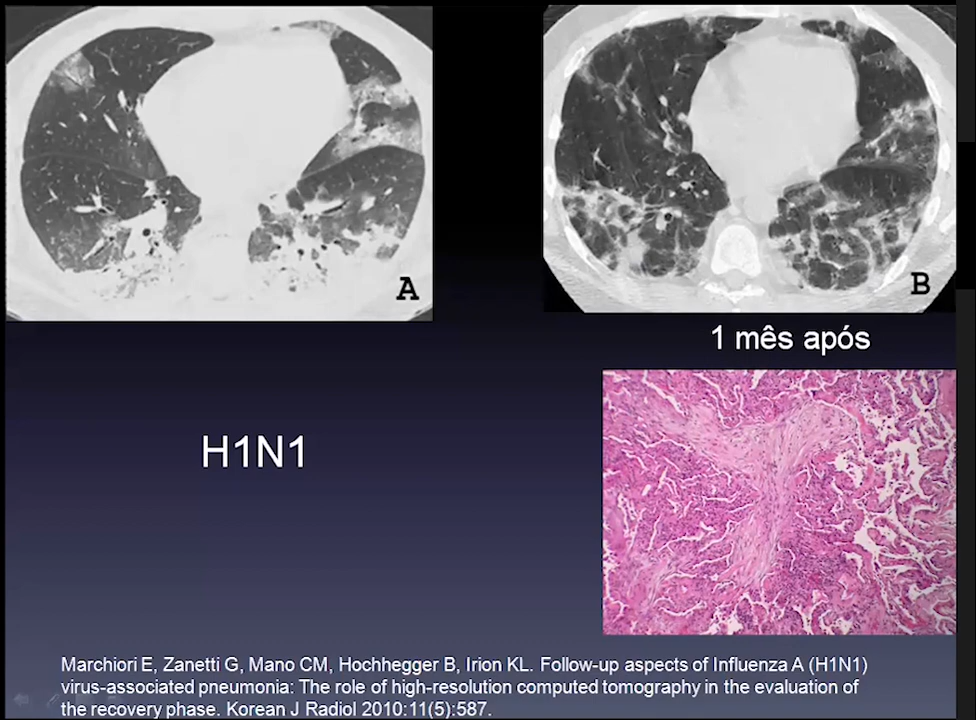 A
B
1 mês após
H1N1
Marchiori E, Zanetti G, Mano CM, Hochhegger B, Irion KL. Follow-up aspects of Influenza A (H1N1)
virus-associated pneumonia: The role of high-resolution computed tomography in the evaluation of
the recovery phase. Korean J Radiol 2010:11(5):587.